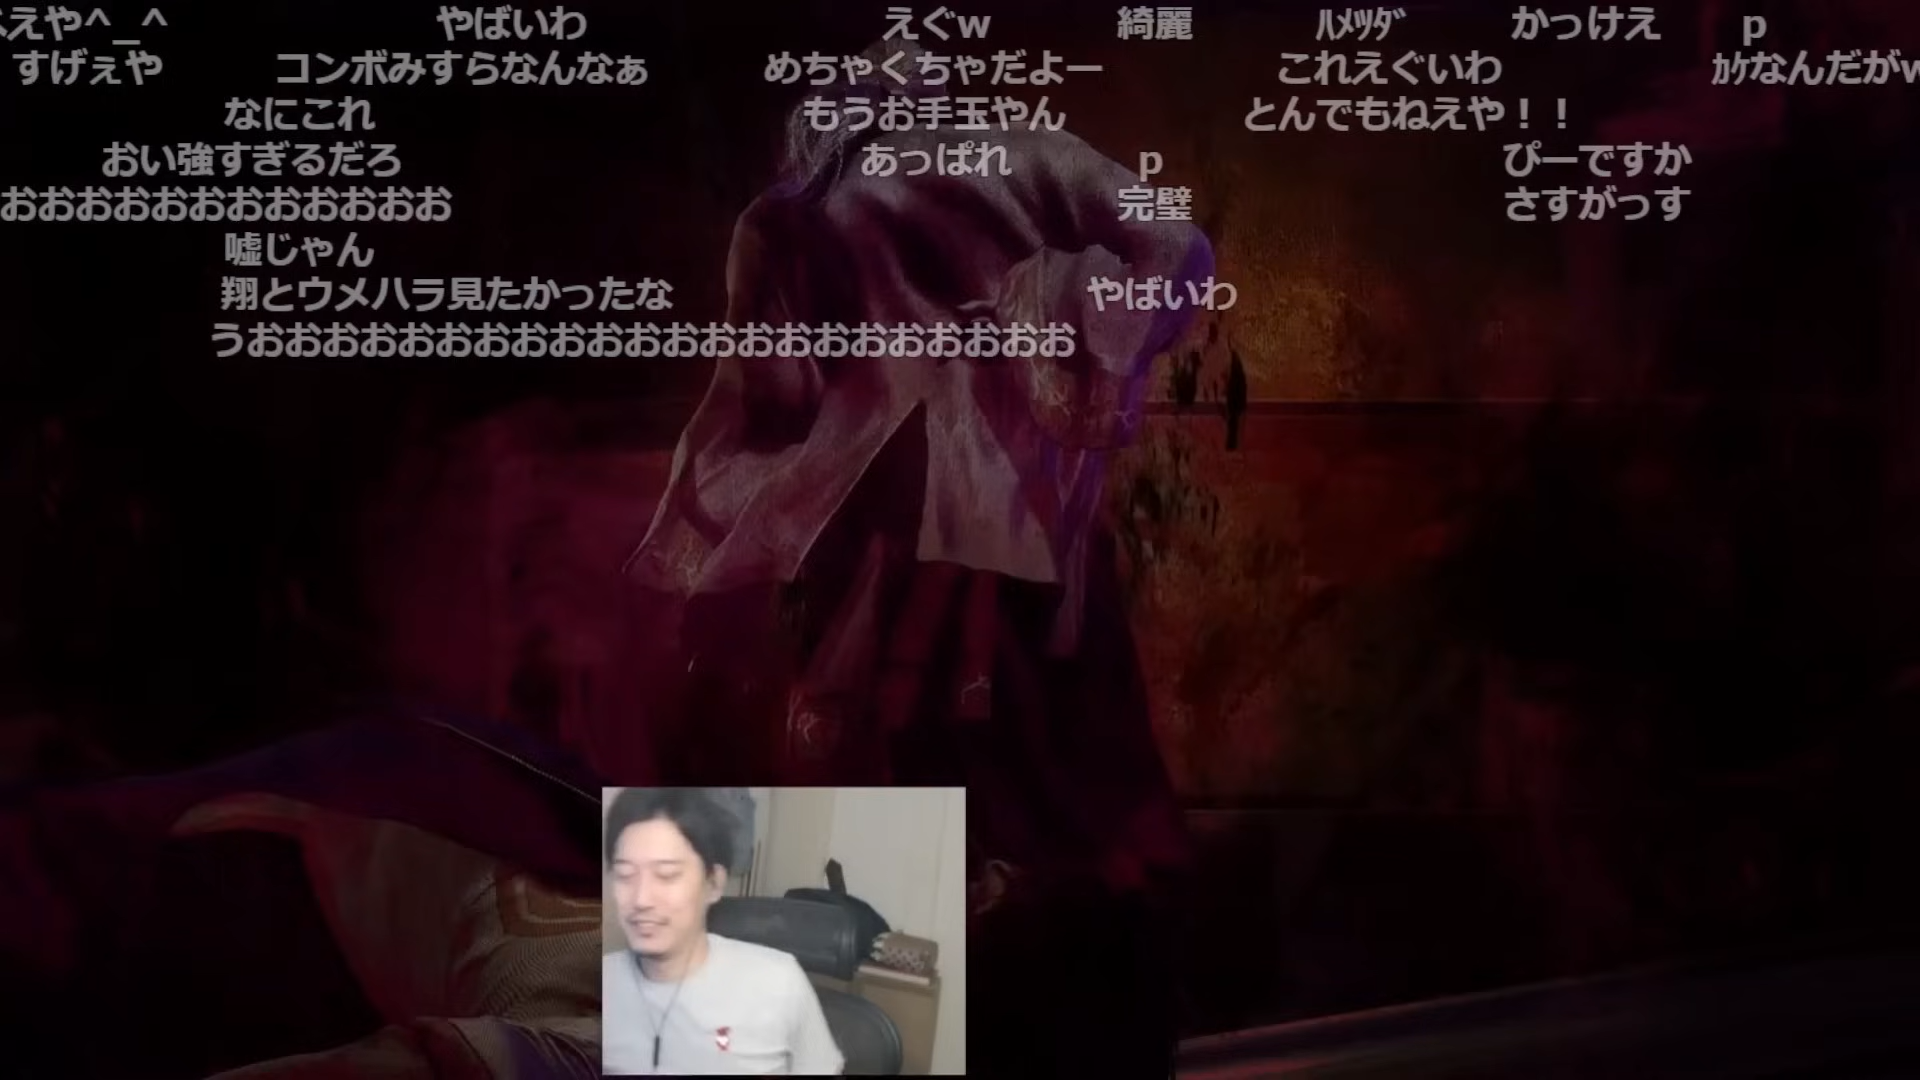 えや^_^ やばいわ えぐw 綺麗 ﾊﾒﾂﾀﾞ かっけえ p
すげぇや コンボみすらなんなぁ めちゃくちゃだよー これえぐいわ ｶｹなんだがw
なにこれ もうお手玉やん とんでもねえや！！
おい強すぎるだろ あっぱれ p ぴーですか
おおおおおおおおおおおお 完璧 さすがっす
嘘じゃん
翔とウメハラ見たかったな やばいわ
うおおおおおおおおおおおおおおおおおおおおおお